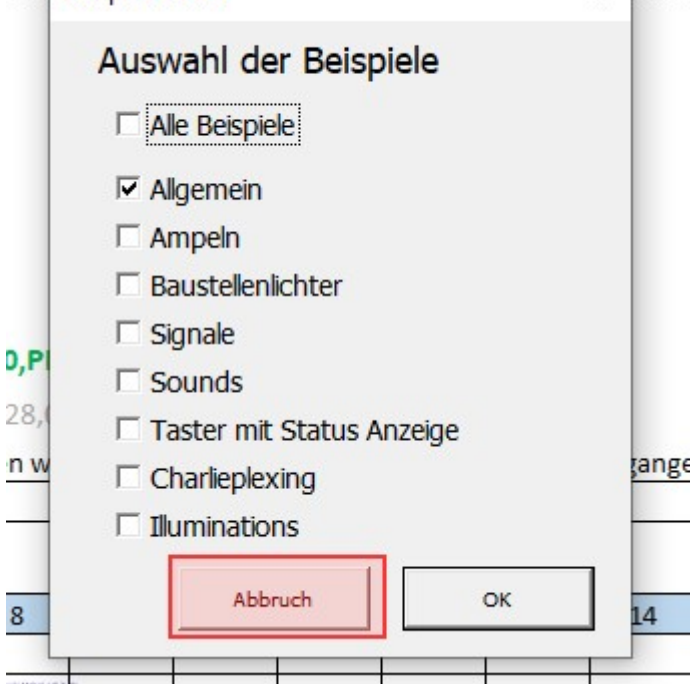 Auswahl der Beispiele
Alle Beispiele
Allgemein
Ampeln
Baustellenlichter
Signale
Sounds
Taster mit Status Anzeige
Charlieplexing
Illuminations
Abbruch
OK
8
14